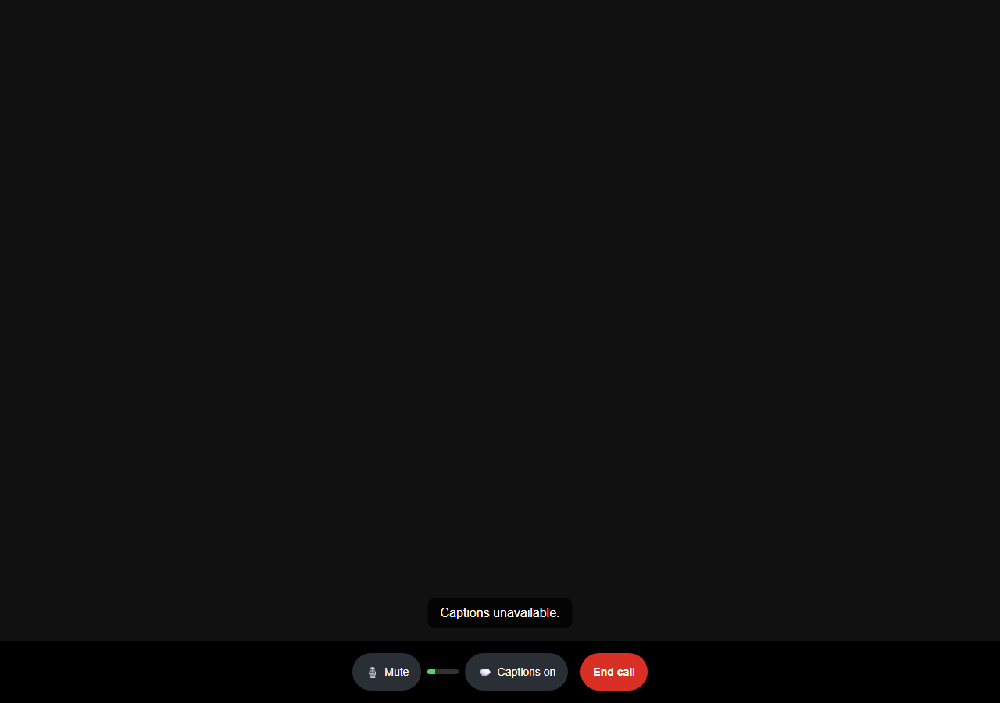 Captions unavailable.
Mute
Captions on
End call